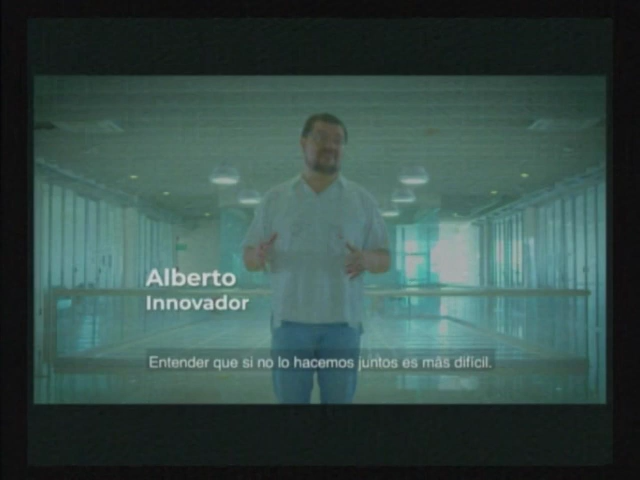 Alberto
Innovador
Entender que si no lo hacemos juntos es más difícil.